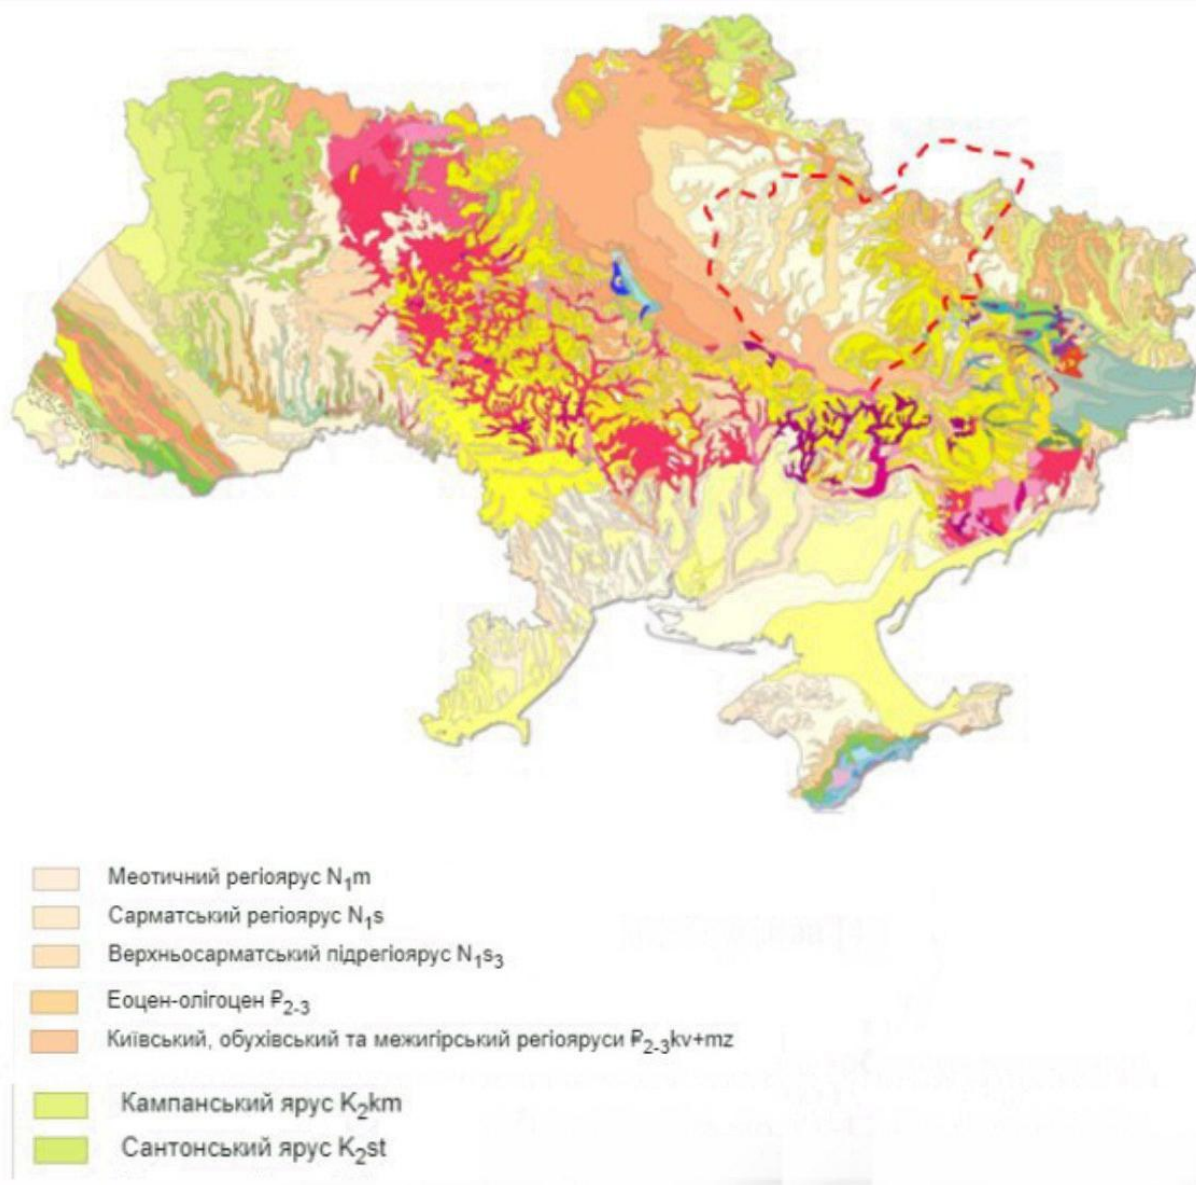 Меотичний регіоярус N₁m
Сарматський регіоярус N₁s
Верхньосарматський підрегіоярус N₁s₃
Еоцен-олігоцен ₽₂₋₃
Київський, обухівський та межигірський регіояруси ₽₂₋₃kv+mz
Кампанський ярус K₂km
Сантонський ярус K₂st